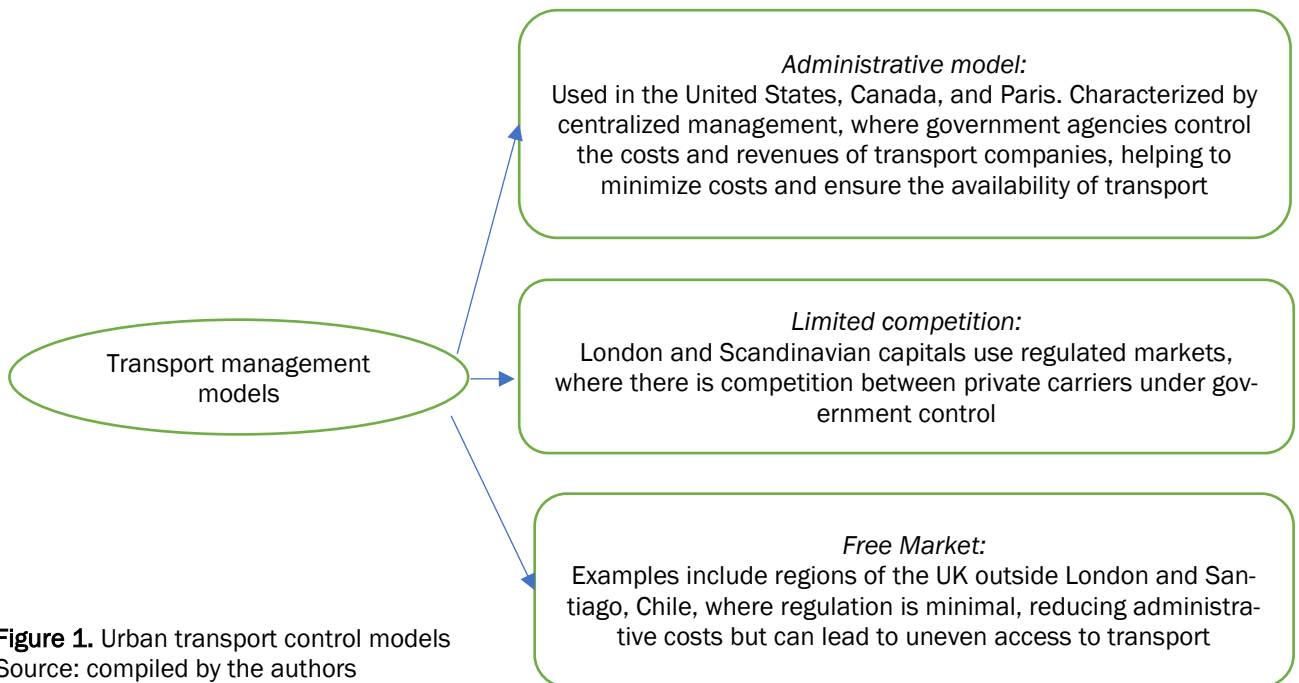 Administrative model:
Used in the United States, Canada, and Paris. Characterized by
centralized management, where government agencies control
the costs and revenues of transport companies, helping to
minimize costs and ensure the availability of transport
Transport management
models
Limited competition:
London and Scandinavian capitals use regulated markets,
where there is competition between private carriers under gov-
ernment control
Free Market:
Examples include regions of the UK outside London and San-
tiago, Chile, where regulation is minimal, reducing administra-
tive costs but can lead to uneven access to transport
Figure 1. Urban transport control models
Source: compiled by the authors